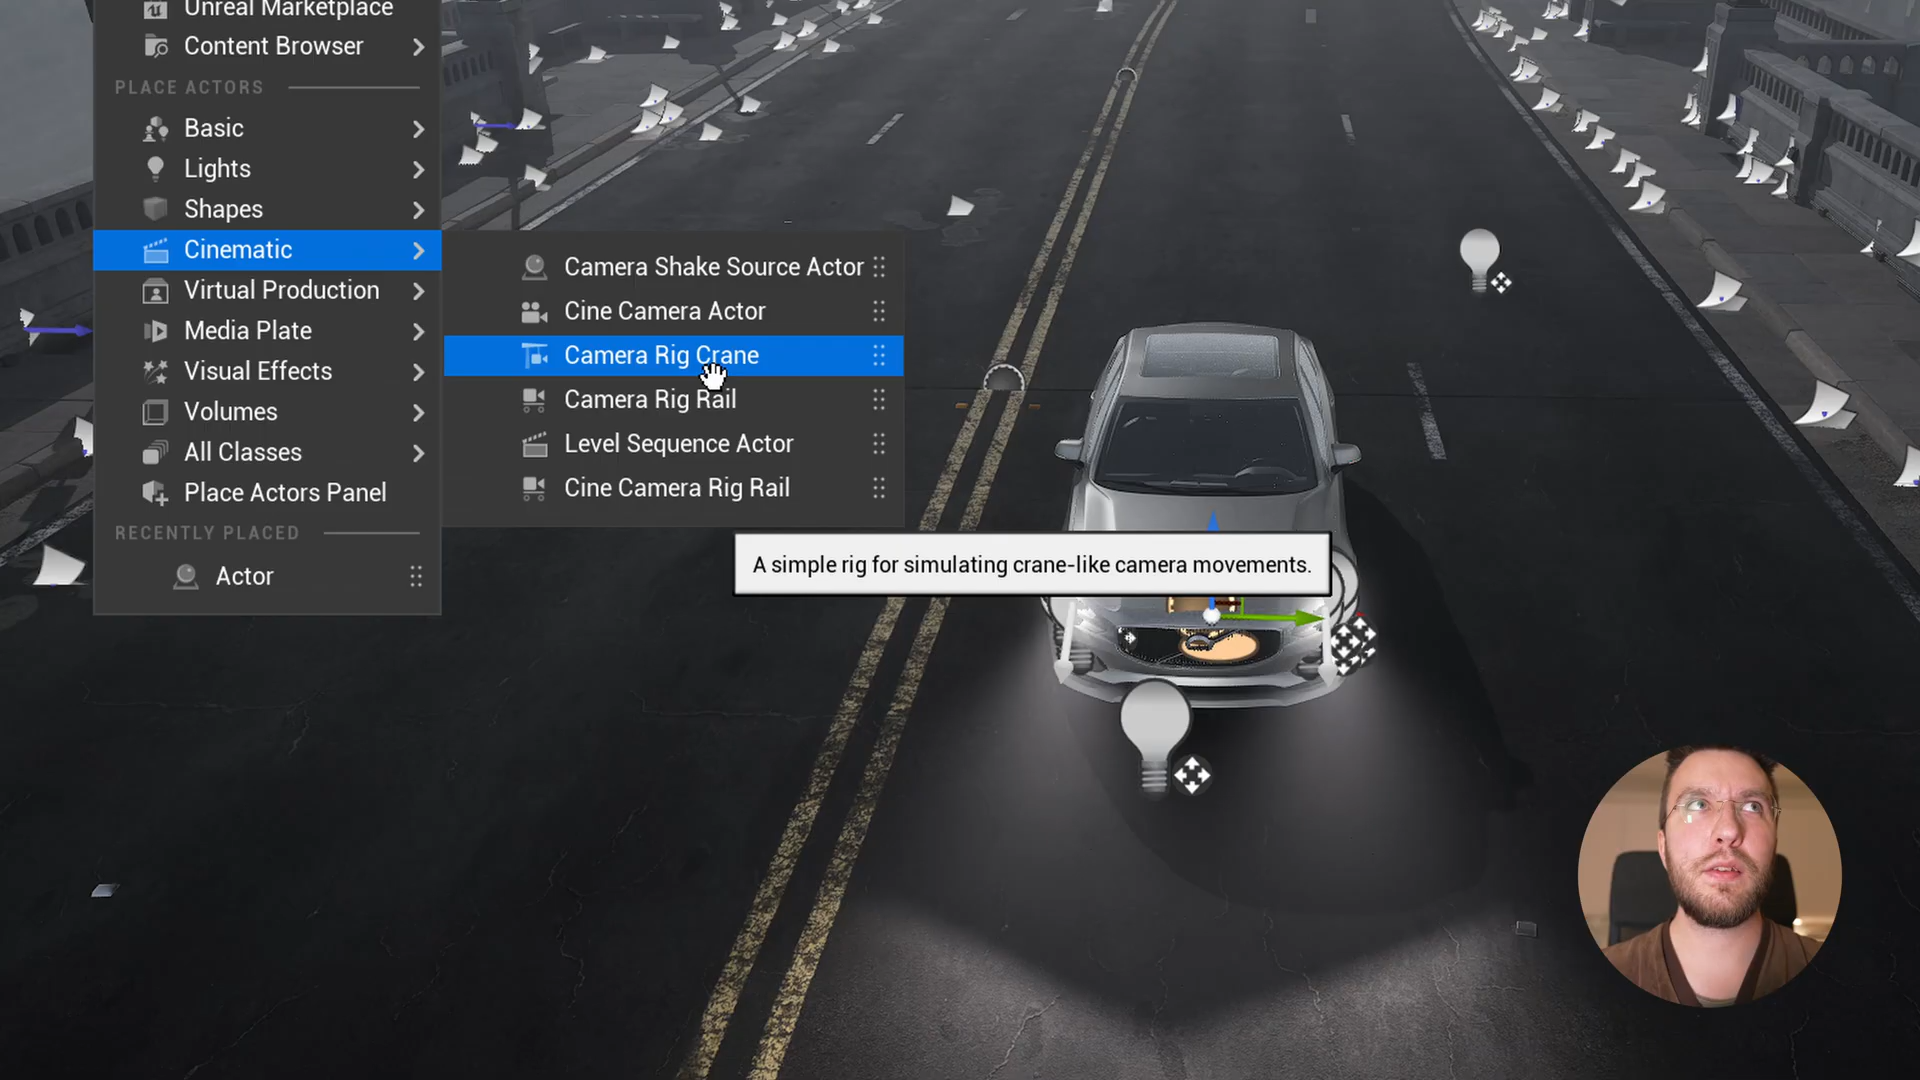 Unreal Marketplace
Content Browser
PLACE ACTORS
Basic
Lights
Shapes
Cinematic
Virtual Production
Media Plate
Visual Effects
Volumes
All Classes
Place Actors Panel
RECENTLY PLACED
Actor
Camera Shake Source Actor
Cine Camera Actor
Camera Rig Crane
Camera Rig Rail
Level Sequence Actor
Cine Camera Rig Rail
A simple rig for simulating crane-like camera movements.